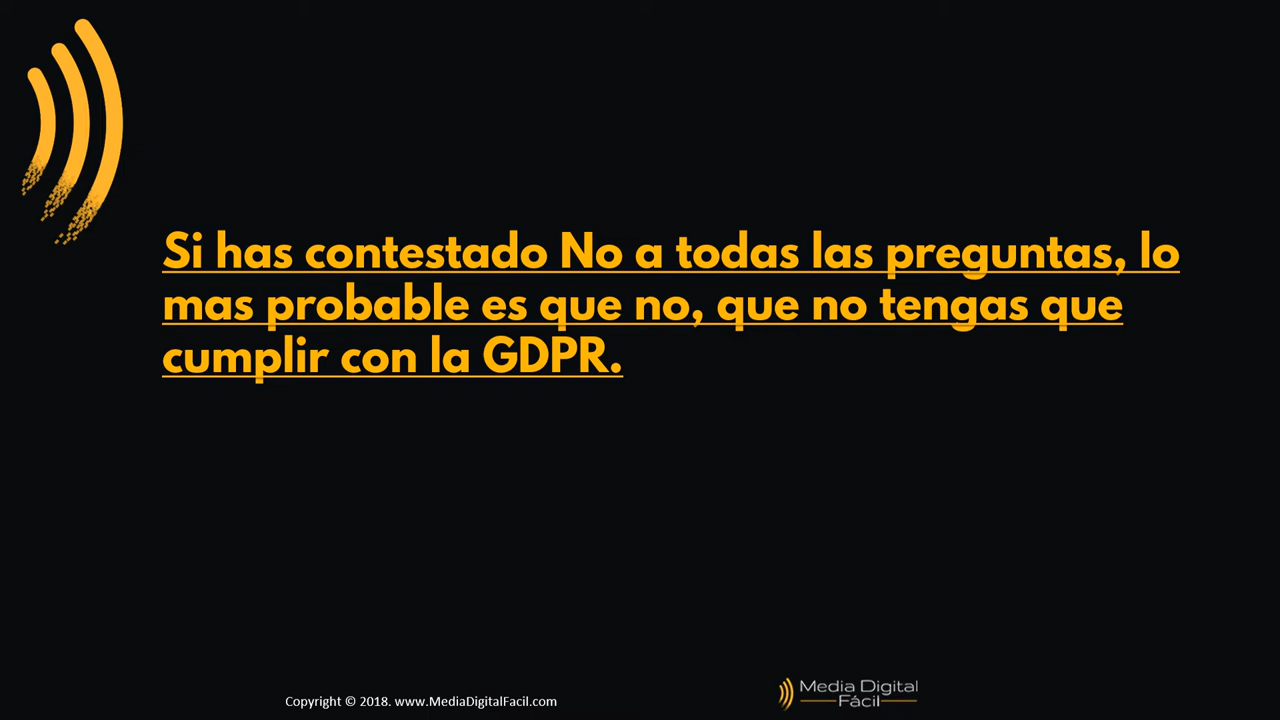 Si has contestado No a todas las preguntas, lo
mas probable es que no, que no tengas que
cumplir con la GDPR.
Copyright © 2018. www.MediaDigitalFacil.com
Media Digital
Fácil